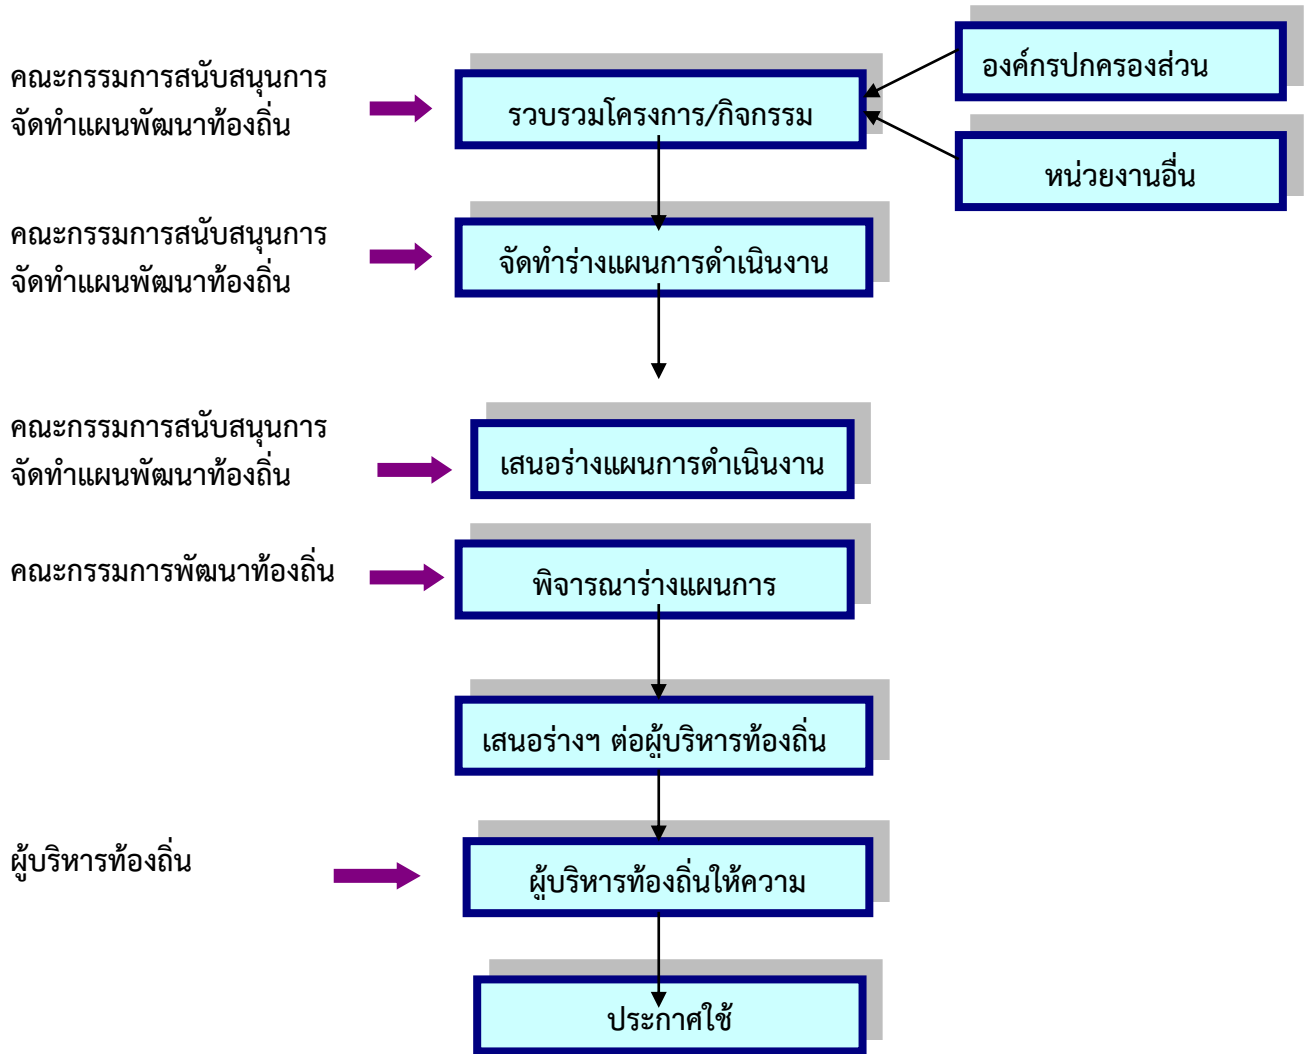 คณะกรรมการสนับสนุนการ
จัดทำแผนพัฒนาท้องถิ่น
รวบรวมโครงการ/กิจกรรม
องค์กรปกครองส่วน
หน่วยงานอื่น
คณะกรรมการสนับสนุนการ
จัดทำแผนพัฒนาท้องถิ่น
จัดทำร่างแผนการดำเนินงาน
คณะกรรมการสนับสนุนการ
จัดทำแผนพัฒนาท้องถิ่น
เสนอร่างแผนการดำเนินงาน
คณะกรรมการพัฒนาท้องถิ่น
พิจารณาร่างแผนการ
เสนอร่างฯ ต่อผู้บริหารท้องถิ่น
ผู้บริหารท้องถิ่น
ผู้บริหารท้องถิ่นให้ความ
ประกาศใช้